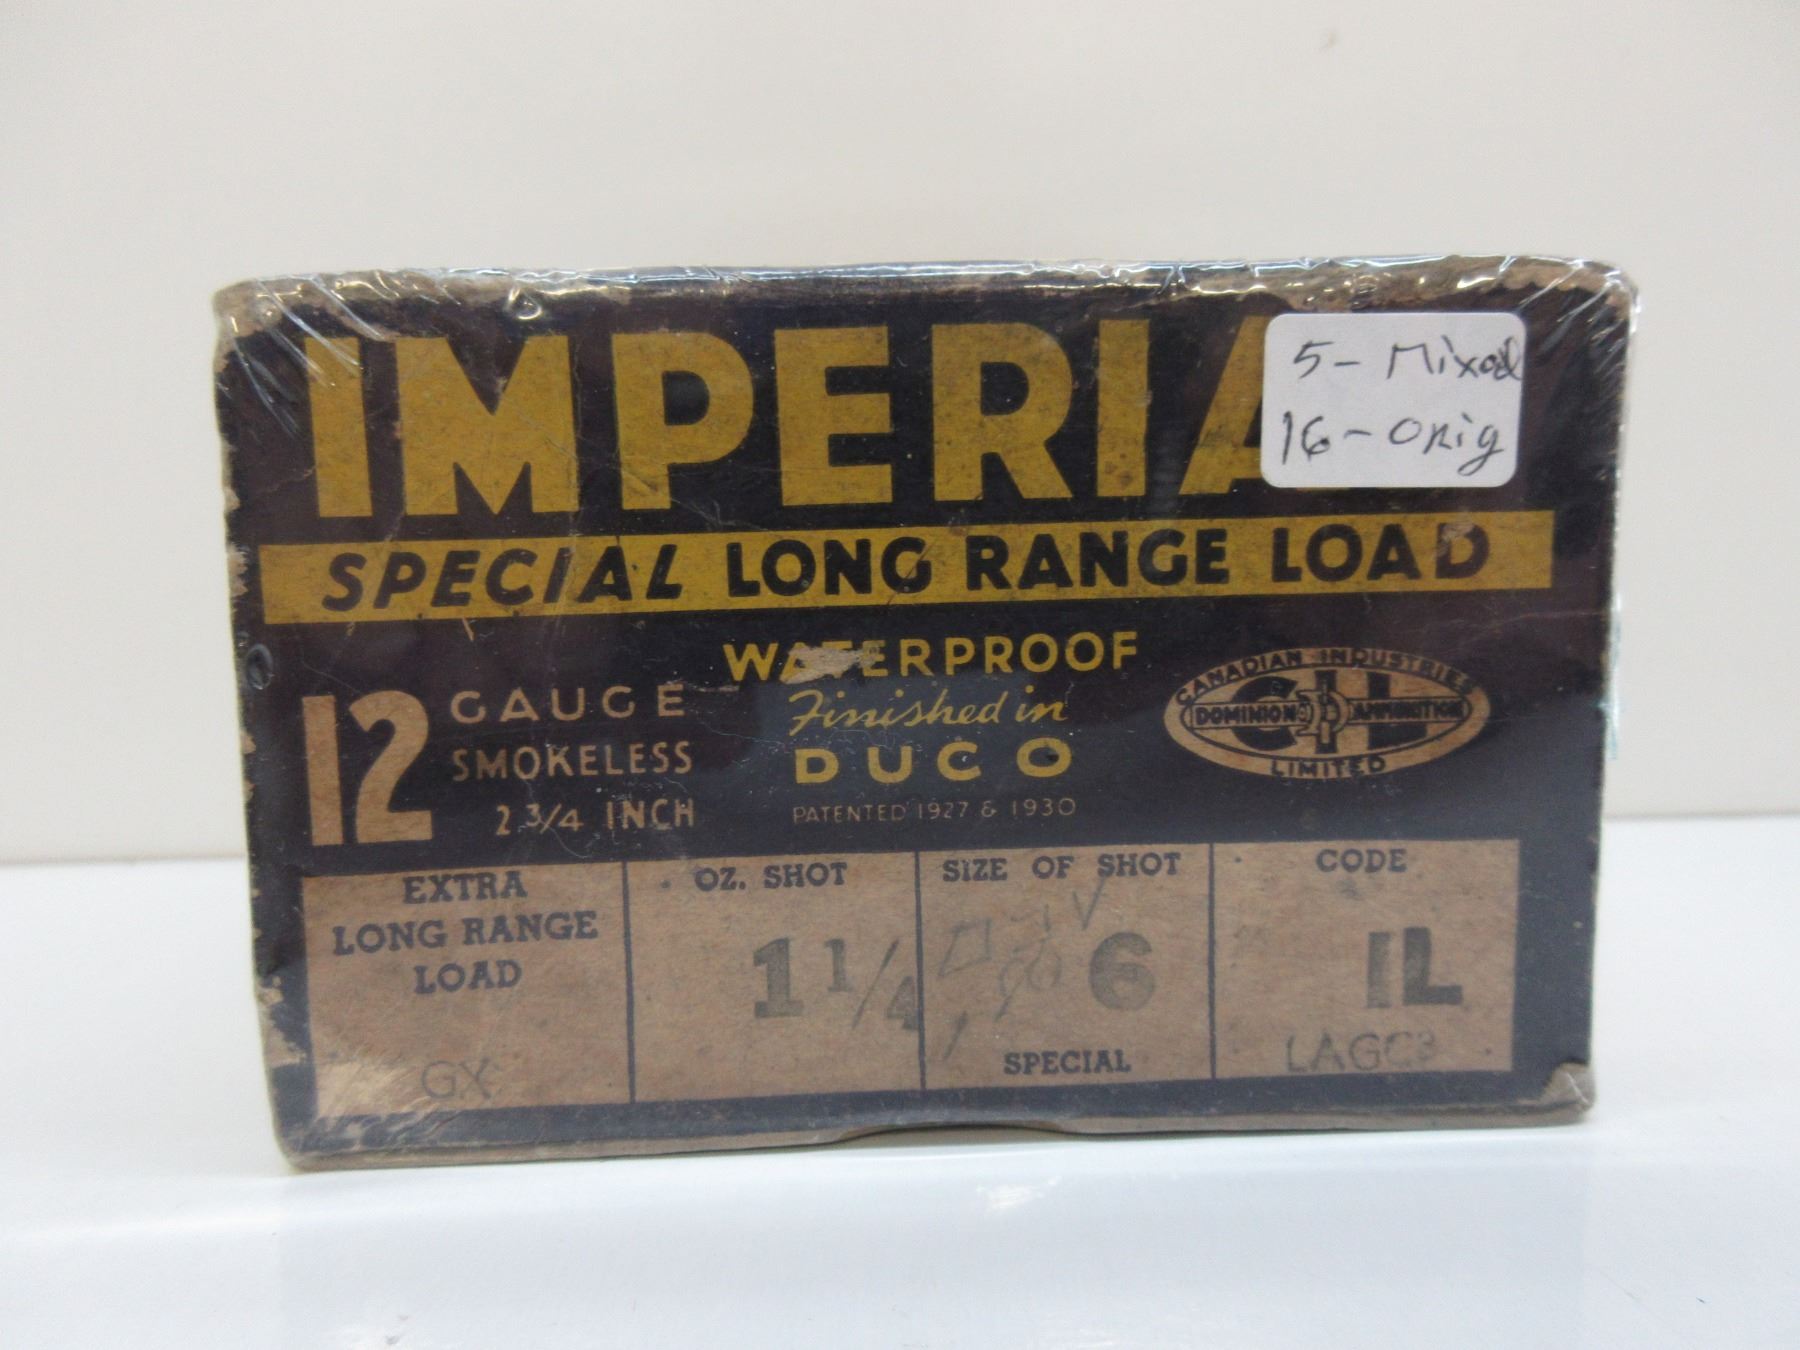 IMPERIA
5 - Mixed
16 - Orig
SPECIAL LONG RANGE LOAD
WATERPROOF
Finished in
DUCO
PATENTED 1927 & 1930
12 GAUGE
SMOKELESS
2 3/4 INCH
CANADIAN INDUSTRIES
DOMINION AMMUNITION
CIL
LIMITED
EXTRA
LONG RANGE
LOAD
GX
OZ. SHOT
1 1/4
SIZE OF SHOT
6
SPECIAL
CODE
IL
LAGC3